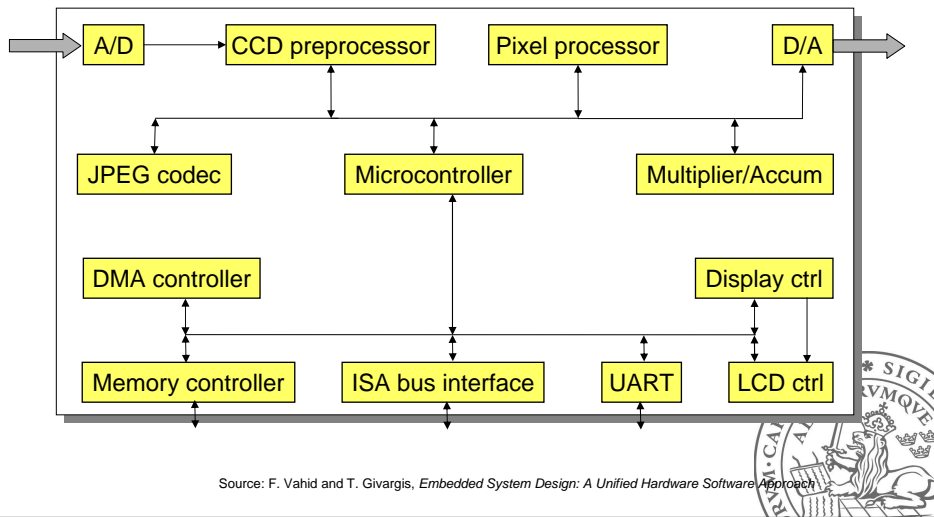 A/D CCD preprocessor Pixel processor D/A
JPEG codec Microcontroller Multiplier/Accum
DMA controller Display ctrl
Memory controller ISA bus interface UART LCD ctrl
Source: F. Vahid and T. Givargis, Embedded System Design: A Unified Hardware Software Approach